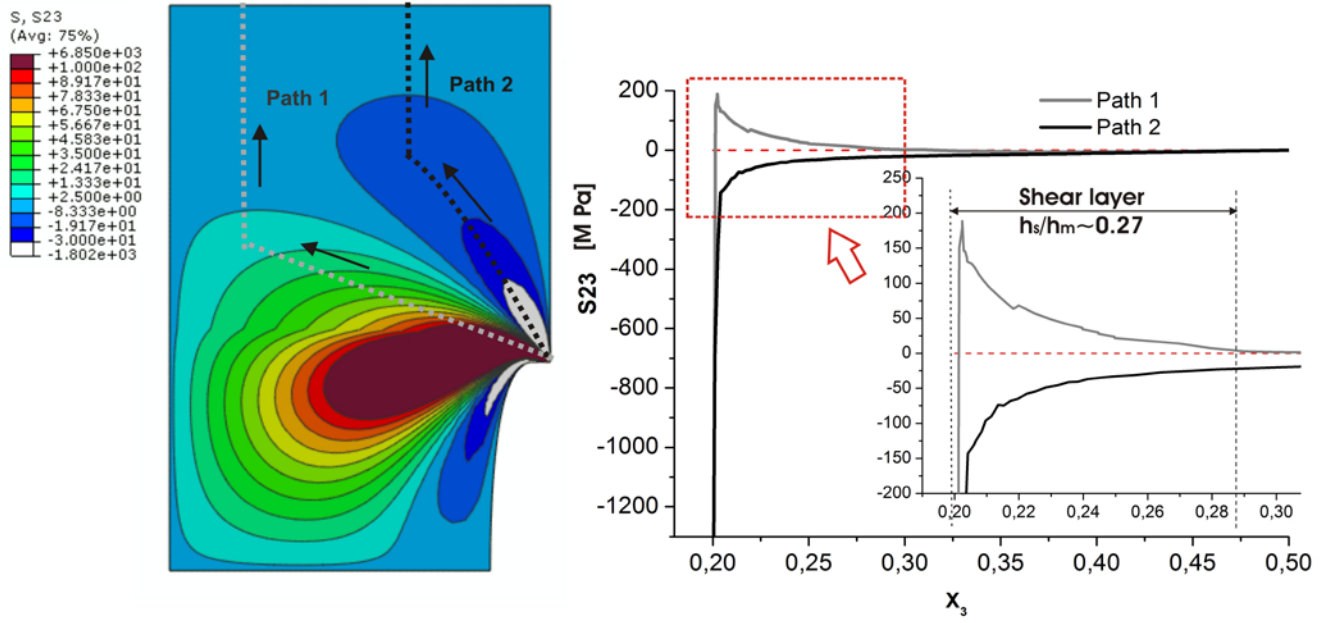 S, S23
(Avg: 75%)
+6.850e+03
+1.000e+02
+8.917e+01
+7.833e+01
+6.750e+01
+5.667e+01
+4.583e+01
+3.500e+01
+2.417e+01
+1.333e+01
+2.500e+00
-8.333e+00
-1.917e+01
-3.000e+01
-1.802e+03
Path 1
Path 2
S23 [M Pa]
200
0
-200
-400
-600
-800
-1000
-1200
0,20
0,25
0,30
0,35
0,40
0,45
0,50
X3
Path 1
Path 2
Shear layer
hs/hm~0.27
250
200
150
100
50
0
-50
-100
-150
-200
0,20
0,22
0,24
0,26
0,28
0,30